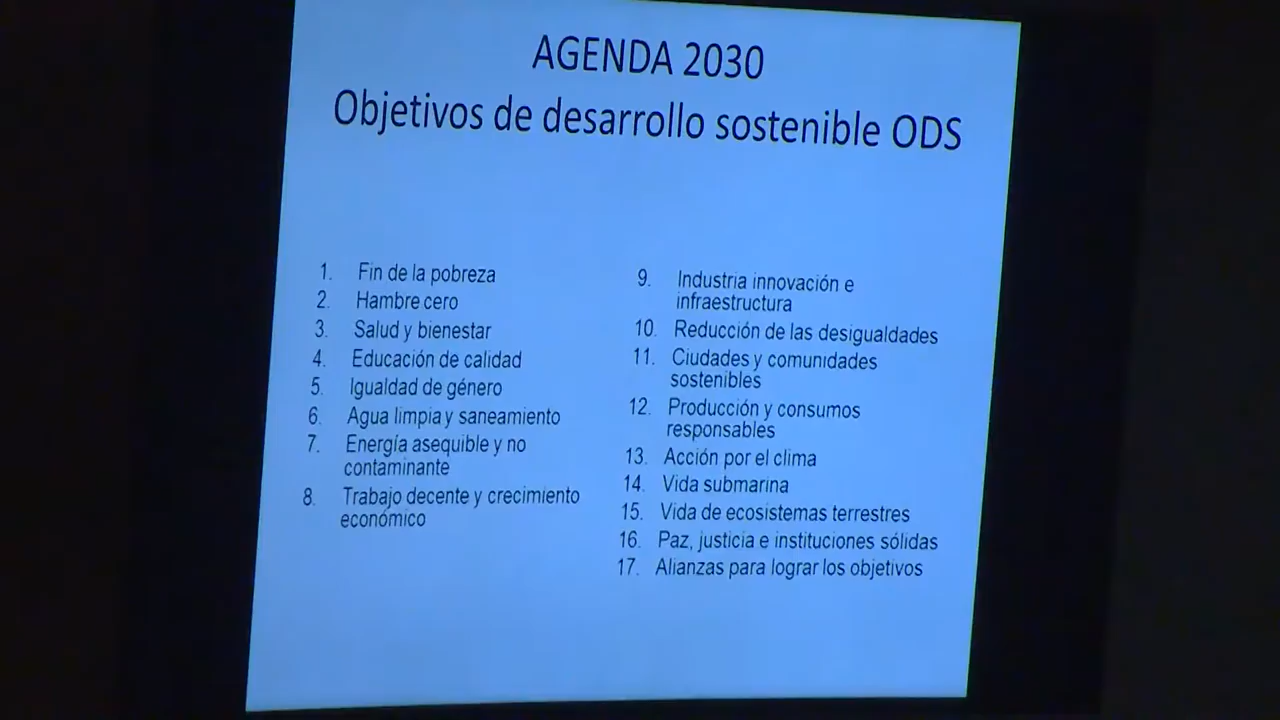 AGENDA 2030
Objetivos de desarrollo sostenible ODS
1. Fin de la pobreza
2. Hambre cero
3. Salud y bienestar
4. Educación de calidad
5. Igualdad de género
6. Agua limpia y saneamiento
7. Energía asequible y no
contaminante
8. Trabajo decente y crecimiento
económico
9. Industria innovación e
infraestructura
10. Reducción de las desigualdades
11. Ciudades y comunidades
sostenibles
12. Producción y consumos
responsables
13. Acción por el clima
14. Vida submarina
15. Vida de ecosistemas terrestres
16. Paz, justicia e instituciones sólidas
17. Alianzas para lograr los objetivos